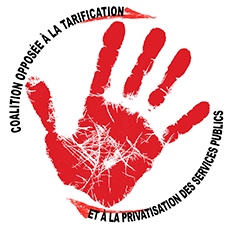 COALITION OPPOSÉE À LA TARIFICATION
ET À LA PRIVATISATION DES SERVICES PUBLICS